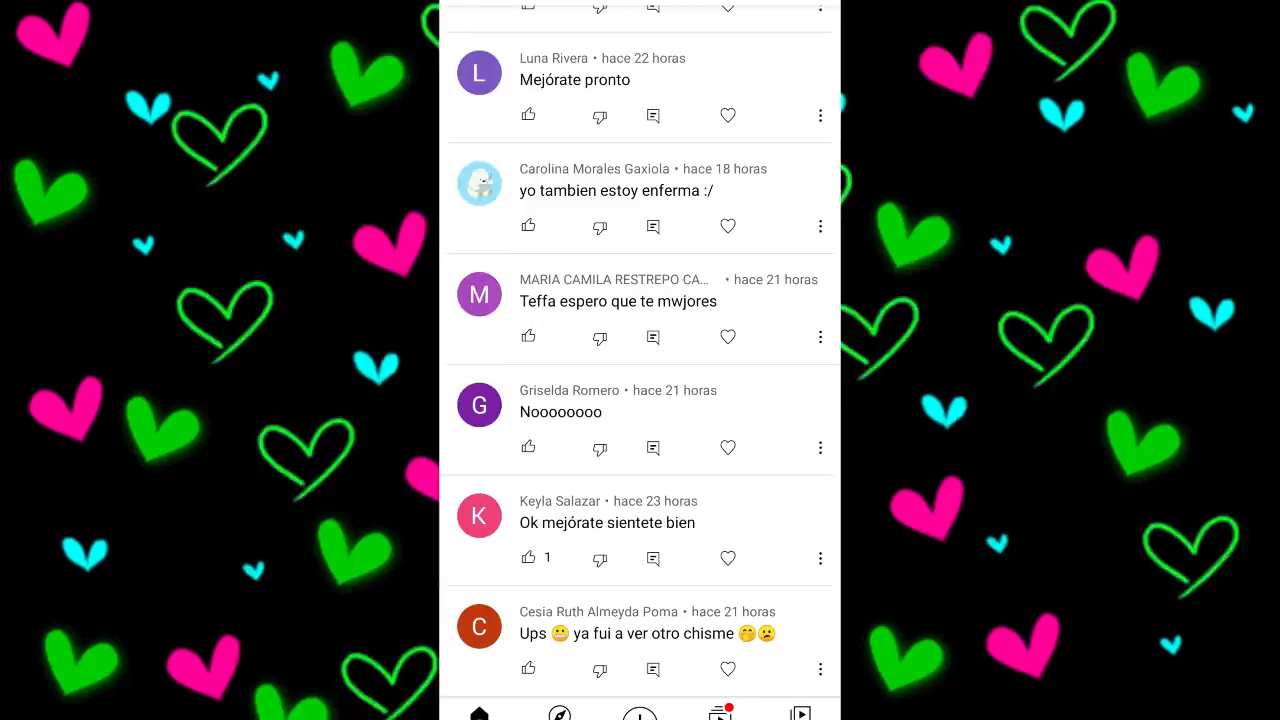 L
Luna Rivera • hace 22 horas
Mejórate pronto
Carolina Morales Gaxiola • hace 18 horas
yo tambien estoy enferma :/
M
MARIA CAMILA RESTREPO CA... • hace 21 horas
Teffa espero que te mwjores
G
Griselda Romero • hace 21 horas
Noooooooo
K
Keyla Salazar • hace 23 horas
Ok mejórate sientete bien
1
C
Cesia Ruth Almeyda Poma • hace 21 horas
Ups 😬 ya fui a ver otro chisme 🤭😦